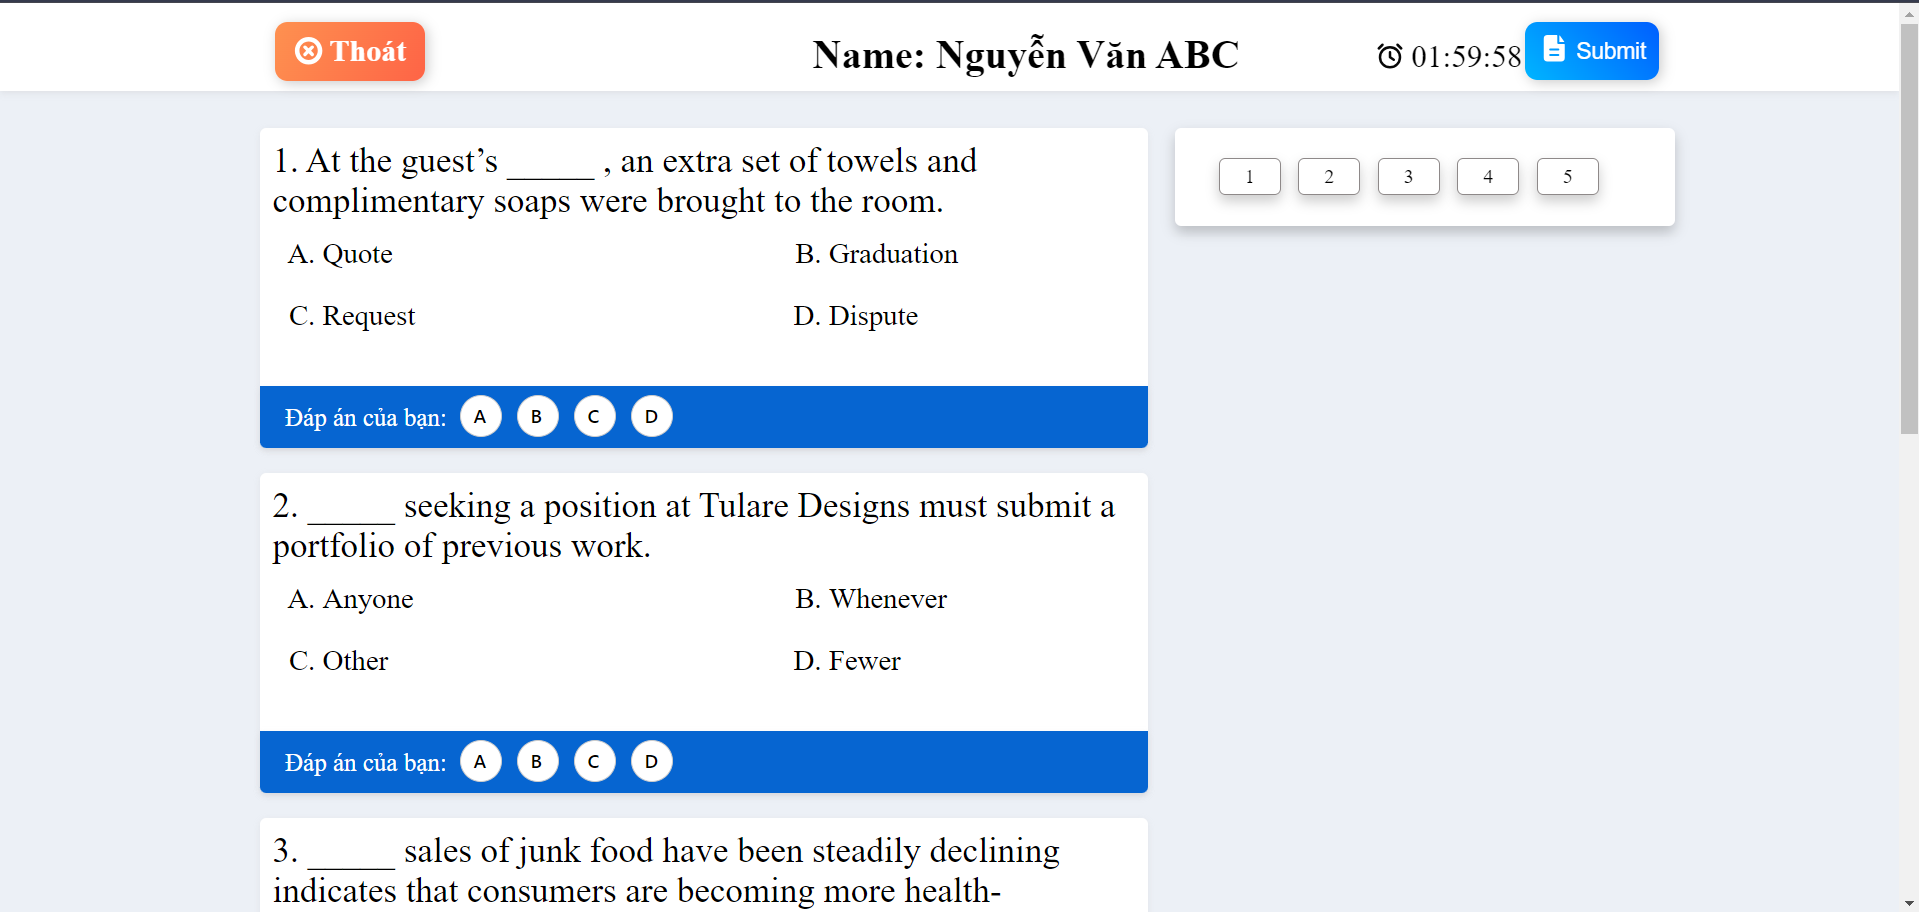 Thoát
Name: Nguyễn Văn ABC
01:59:58
Submit
1. At the guest’s _____ , an extra set of towels and
complimentary soaps were brought to the room.
A. Quote
B. Graduation
C. Request
D. Dispute
Đáp án của bạn: A B C D
2. _____ seeking a position at Tulare Designs must submit a
portfolio of previous work.
A. Anyone
B. Whenever
C. Other
D. Fewer
Đáp án của bạn: A B C D
3. _____ sales of junk food have been steadily declining
indicates that consumers are becoming more health-
1 2 3 4 5